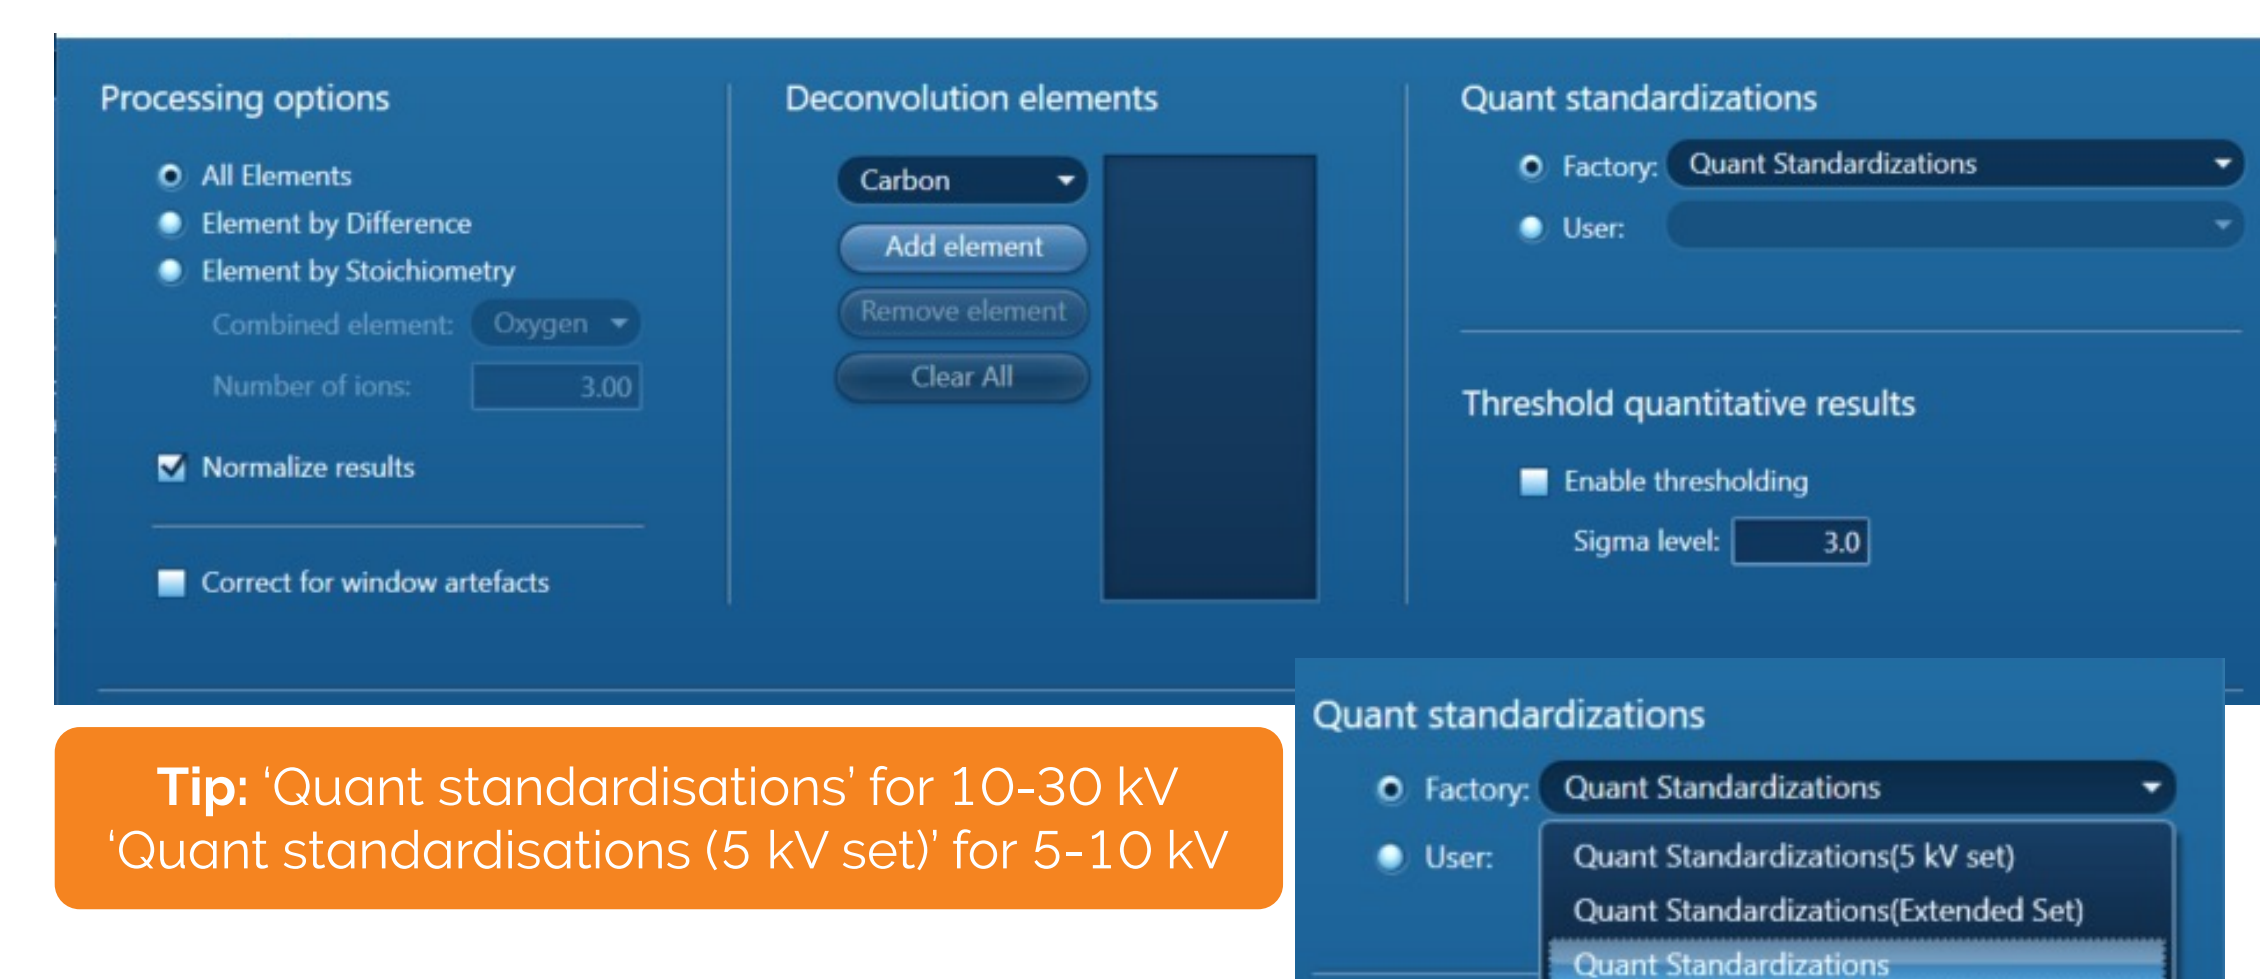 Processing options
All Elements
Element by Difference
Element by Stoichiometry
Combined element: Oxygen
Number of ions: 3.00
Normalize results
Correct for window artefacts
Deconvolution elements
Carbon
Add element
Remove element
Clear All
Quant standardizations
Factory: Quant Standardizations
User:
Threshold quantitative results
Enable thresholding
Sigma level: 3.0
Tip: ‘Quant standardisations’ for 10-30 kV
‘Quant standardisations (5 kV set)’ for 5-10 kV
Quant standardizations
Factory: Quant Standardizations
User:
Quant Standardizations(5 kV set)
Quant Standardizations(Extended Set)
Quant Standardizations